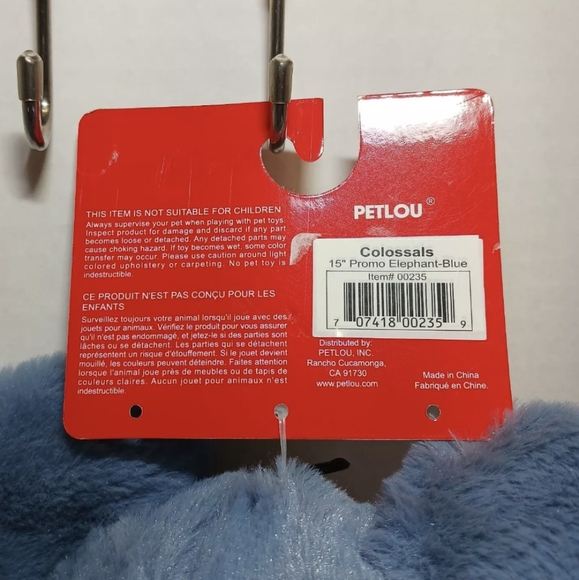 THIS ITEM IS NOT SUITABLE FOR CHILDREN
Always supervise your pet when playing with pet toys.
Inspect product for damage and discard if any part
becomes loose or detached. Any detached parts may
cause choking hazard. If toy becomes wet, some color
transfer may occur. Please use caution around light
colored upholstery or carpeting. No pet toy is
indestructible.
CE PRODUIT N'EST PAS CONÇU POUR LES
ENFANTS
Surveillez toujours votre animal lorsqu'il joue avec des
jouets pour animaux. Vérifiez le produit pour vous assurer
qu'il n'est pas endommagé, et jetez-le si des parties sont
lâches ou se détachent. Les parties qui se détachent
représentent un risque d'étouffement. Si le jouet devient
mouillé, les couleurs peuvent déteindre. Faites attention
lorsque l'animal joue près de meubles ou de tapis de
couleurs claires. Aucun jouet pour animaux n'est
indestructible.
PETLOU®
Colossals
15" Promo Elephant-Blue
Item# 00235
7 07418 00235 9
Distributed by:
PETLOU, INC.
Rancho Cucamonga,
CA 91730
www.petlou.com
Made in China
Fabriqué en Chine.